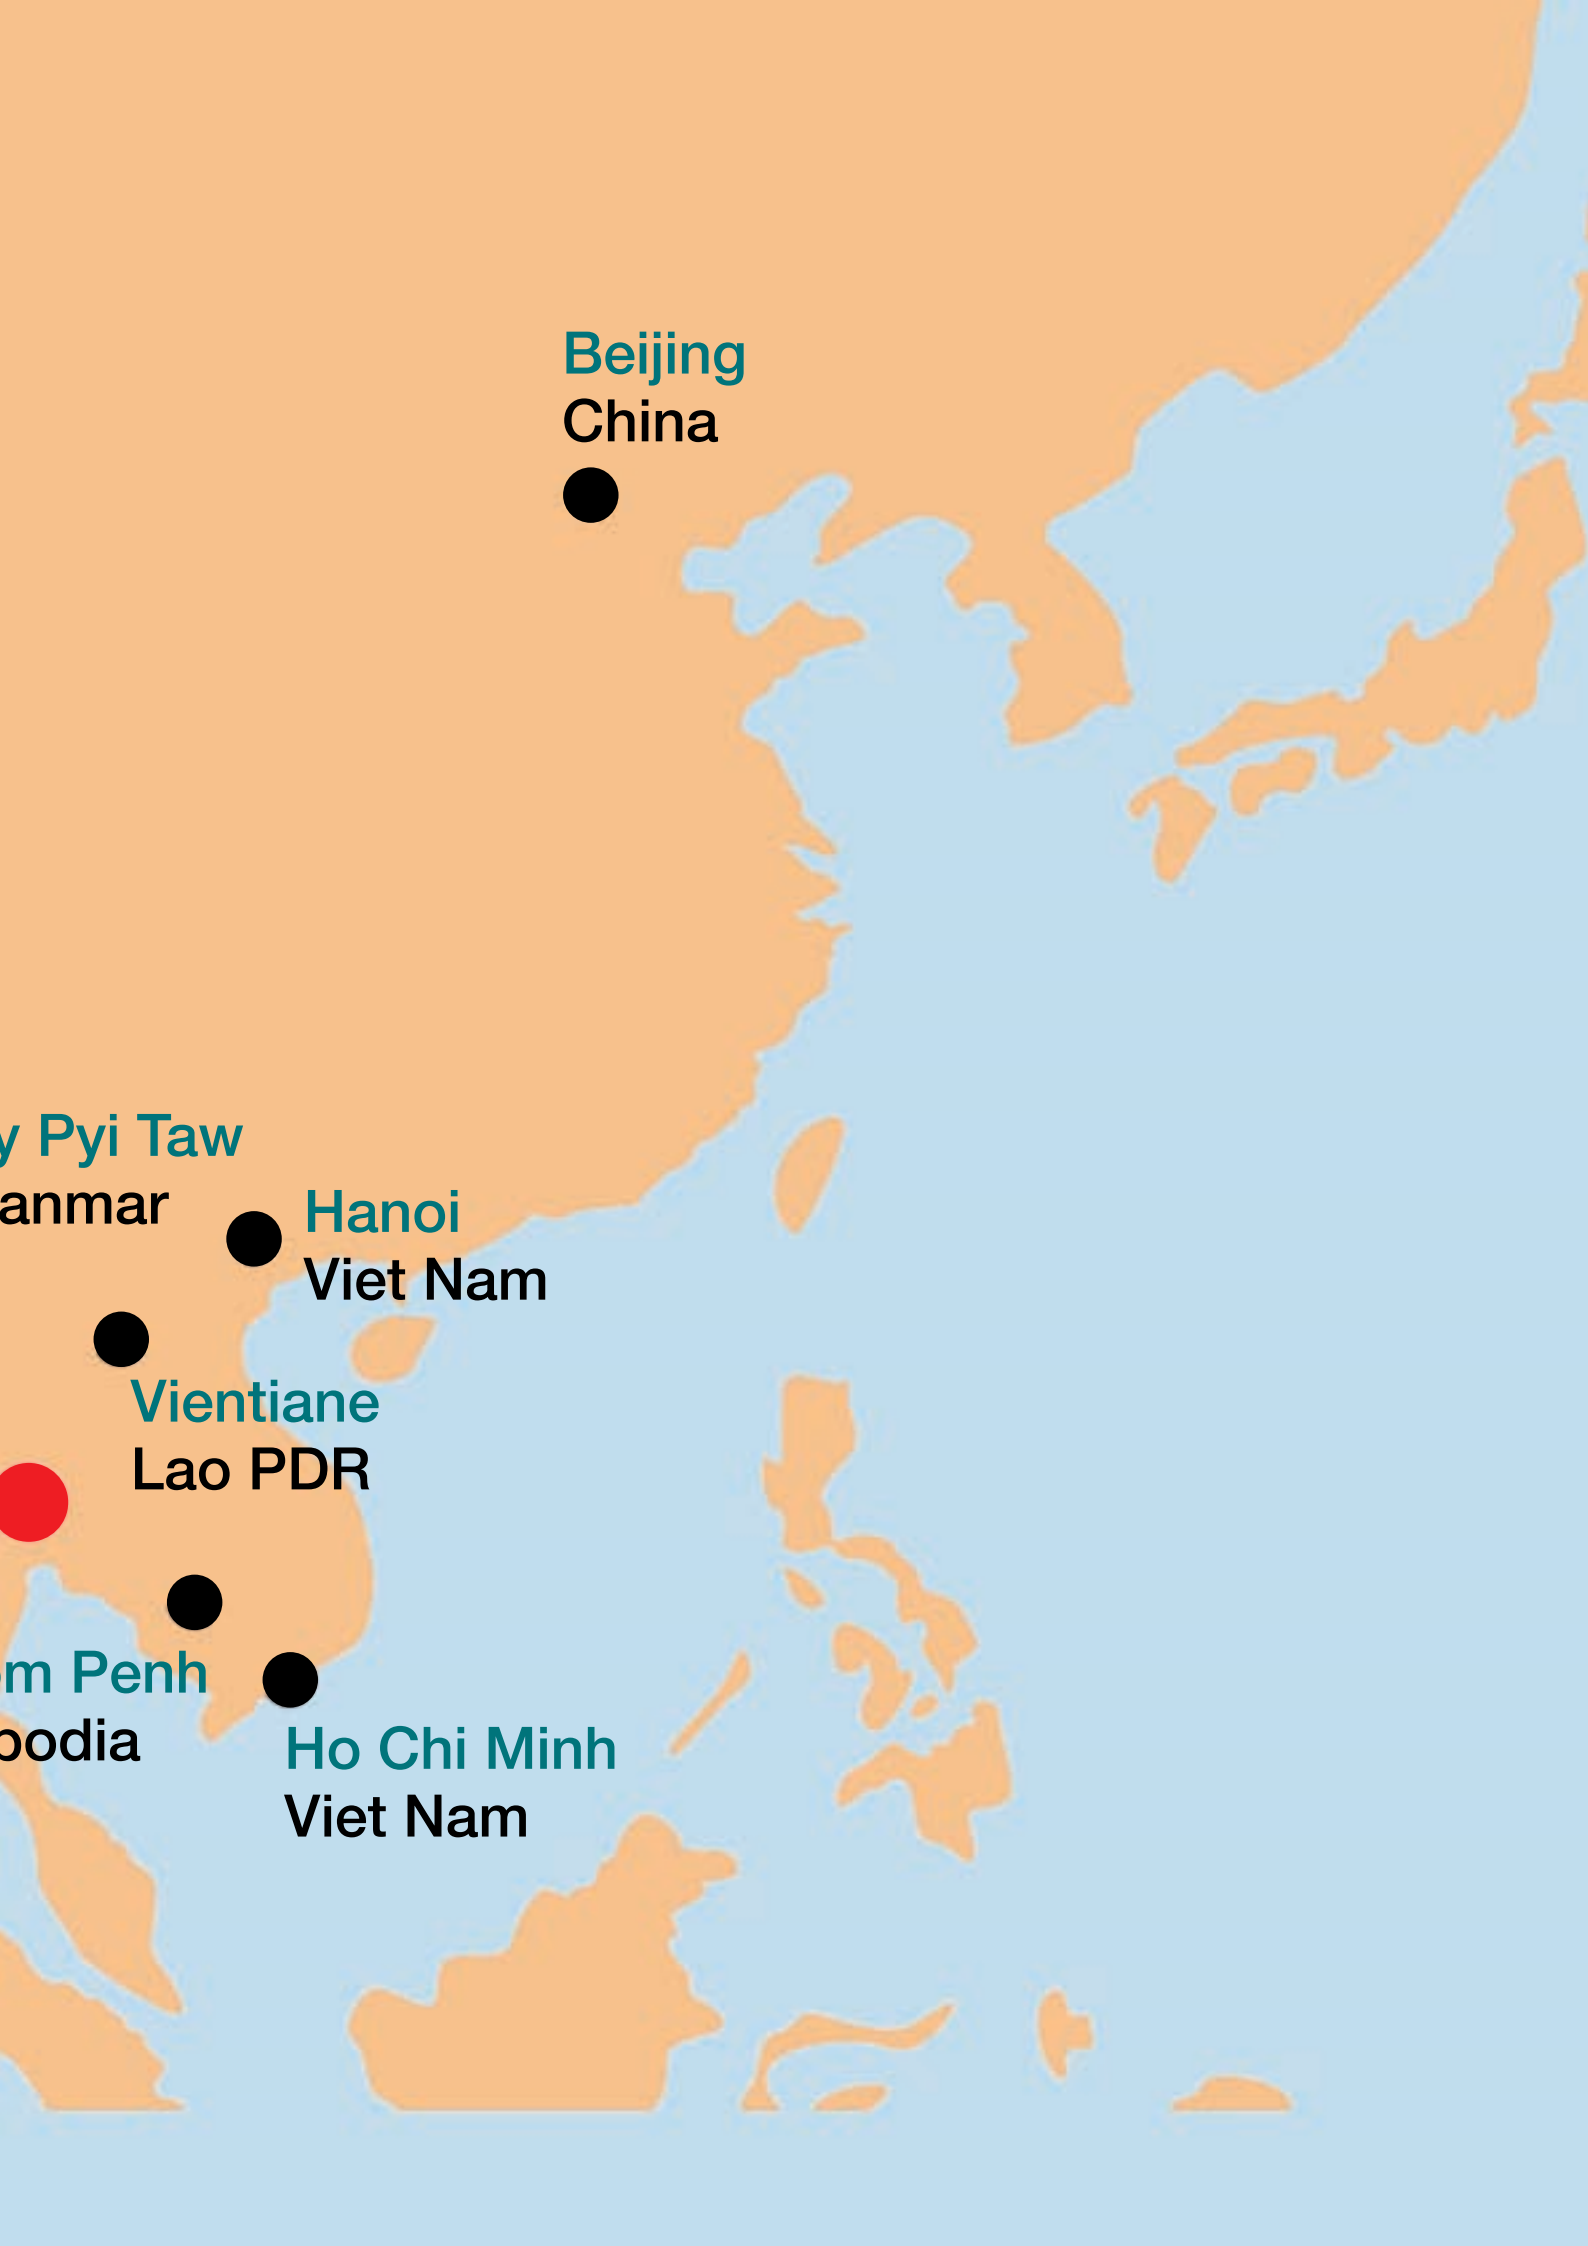 Beijing
China
y Pyi Taw
anmar
Hanoi
Viet Nam
Vientiane
Lao PDR
m Penh
bodia
Ho Chi Minh
Viet Nam